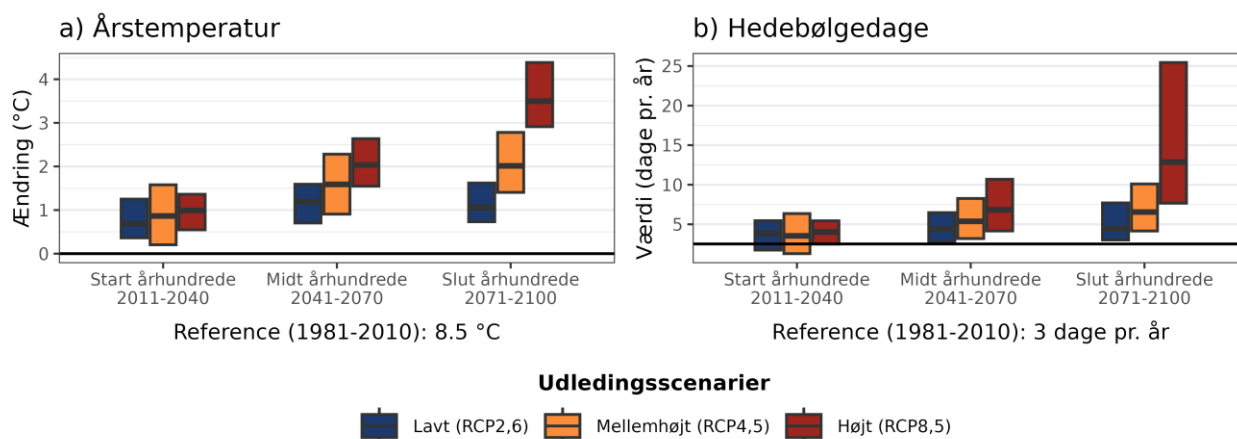 a) Årstemperatur
Ændring (°C)
4
3
2
1
0
Start århundrede
2011-2040
Midt århundrede
2041-2070
Slut århundrede
2071-2100
Reference (1981-2010): 8.5 °C
b) Hedebølgedage
Værdi (dage pr. år)
25
20
15
10
5
Start århundrede
2011-2040
Midt århundrede
2041-2070
Slut århundrede
2071-2100
Reference (1981-2010): 3 dage pr. år
Udledingsscenarier
Lavt (RCP2,6)
Mellemhøjt (RCP4,5)
Højt (RCP8,5)